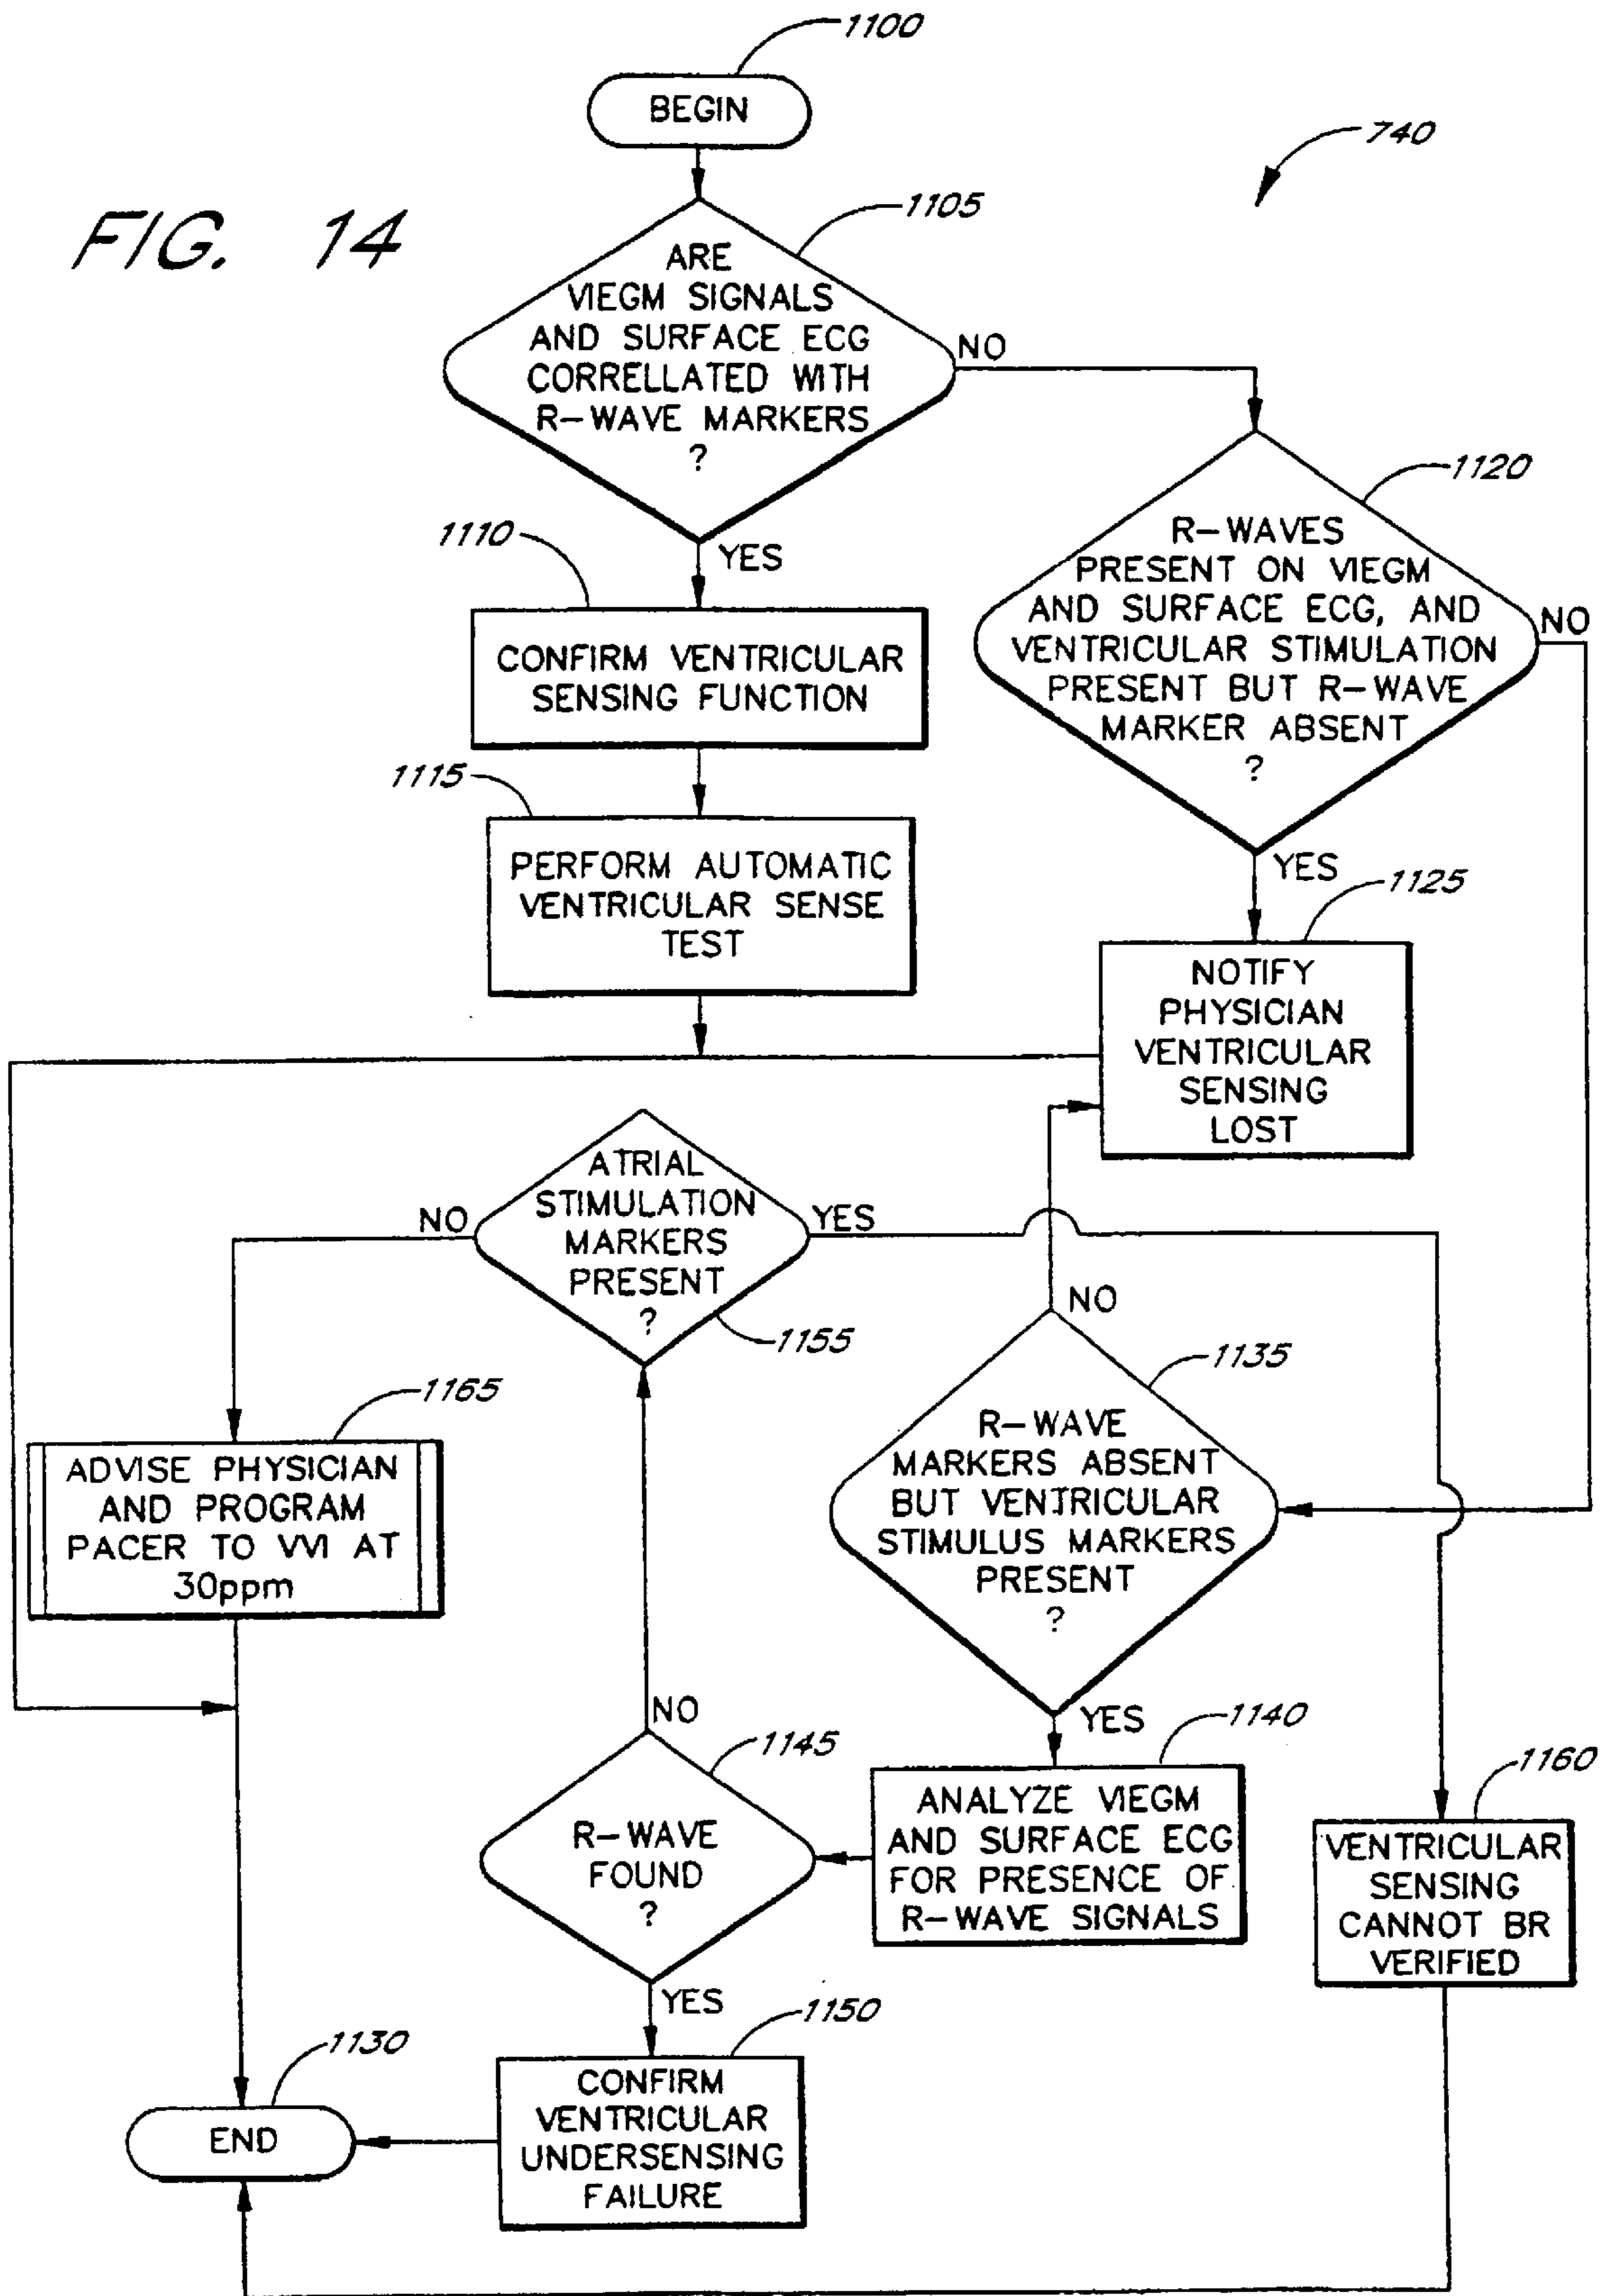 1100
BEGIN
740
FIG. 14
1105
ARE
VIEGM SIGNALS
AND SURFACE ECG
CORRELLATED WITH
R-WAVE MARKERS
?
NO
YES
1120
R-WAVES
PRESENT ON VIEGM
AND SURFACE ECG, AND
VENTRICULAR STIMULATION
PRESENT BUT R-WAVE
MARKER ABSENT
?
NO
YES
1110
CONFIRM VENTRICULAR
SENSING FUNCTION
1115
PERFORM AUTOMATIC
VENTRICULAR SENSE
TEST
1125
NOTIFY
PHYSICIAN
VENTRICULAR
SENSING
LOST
ATRIAL
STIMULATION
MARKERS
PRESENT
?
NO
YES
1155
1135
NO
R-WAVE
MARKERS ABSENT
BUT VENTRICULAR
STIMULUS MARKERS
PRESENT
?
YES
1165
ADVISE PHYSICIAN
AND PROGRAM
PACER TO VVI AT
30ppm
1140
ANALYZE VIEGM
AND SURFACE ECG
FOR PRESENCE OF
R-WAVE SIGNALS
NO
1145
R-WAVE
FOUND
?
YES
1160
VENTRICULAR
SENSING
CANNOT BR
VERIFIED
1150
CONFIRM
VENTRICULAR
UNDERSENSING
FAILURE
1130
END